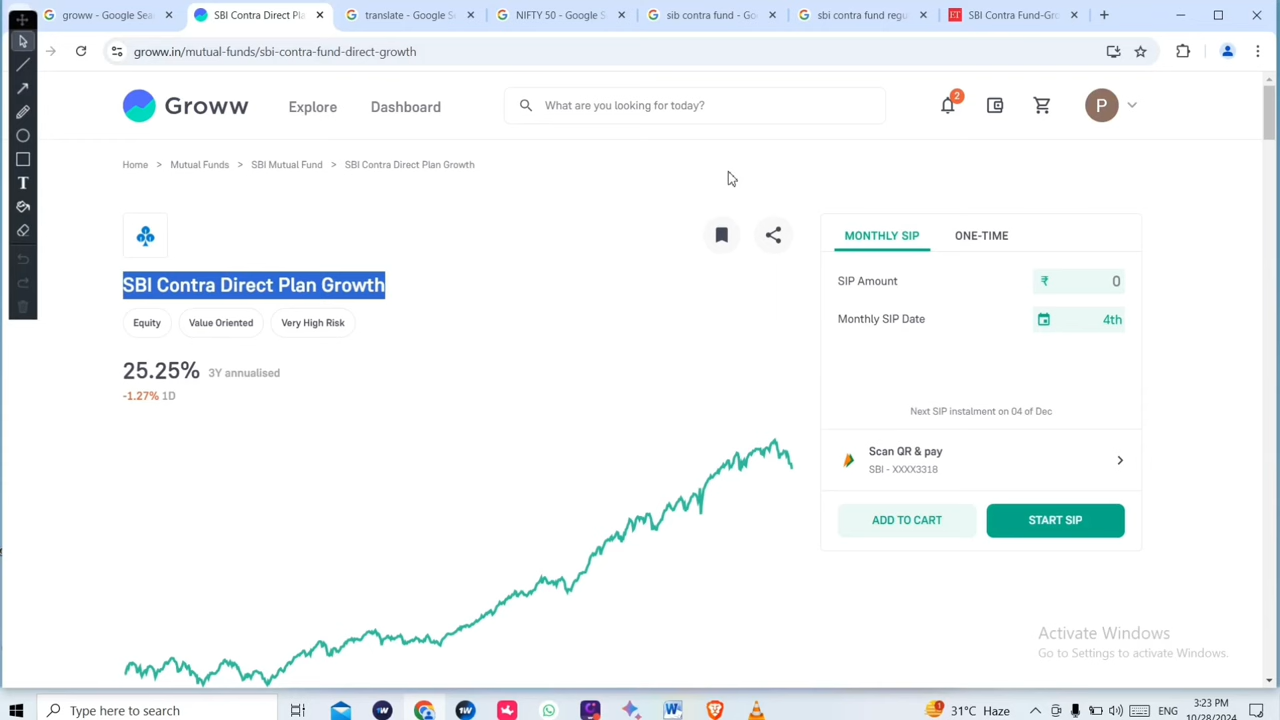 groww - Google Sea
SBI Contra Direct Pl
translate - Google S
NIFTY 50 - Google S
sib contra fund - Go
sbi contra fund regu
ET
SBI Contra Fund-Gr
groww.in/mutual-funds/sbi-contra-fund-direct-growth
T
Groww
Explore
Dashboard
What are you looking for today?
2
P
Home > Mutual Funds > SBI Mutual Fund > SBI Contra Direct Plan Growth
MONTHLY SIP
ONE-TIME
SBI Contra Direct Plan Growth
SIP Amount
₹ 0
Equity
Value Oriented
Very High Risk
Monthly SIP Date
4th
25.25% 3Y annualised
-1.27% 1D
Next SIP instalment on 04 of Dec
Scan QR & pay
SBI - XXXX3318
ADD TO CART
START SIP
Activate Windows
Go to Settings to activate Windows.
Type here to search
1W
1W
W
31°C Haze
ENG
3:23 PM
10/28/2024